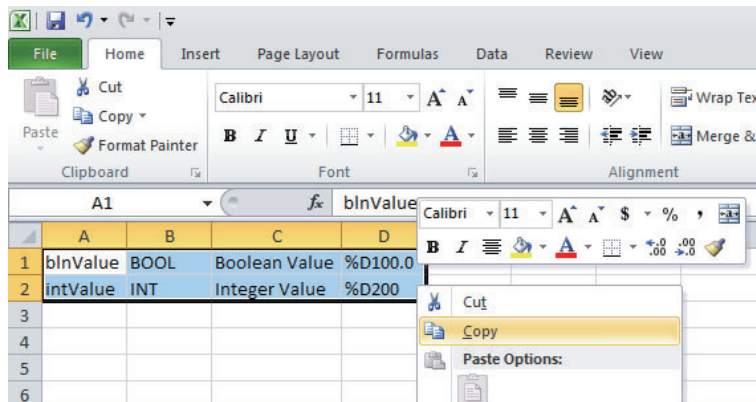 File Home Insert Page Layout Formulas Data Review View
Cut
Copy
Paste
Format Painter
Calibri 11 A A
B I U A
Wrap Tex
Merge &
Clipboard Font Alignment
A1 fx blnValue
Calibri 11 A A $ % ,
B I A .00 .0
A B C D
1 blnValue BOOL Boolean Value %D100.0
2 intValue INT Integer Value %D200
3
4
5
6
Cut
Copy
Paste Options: